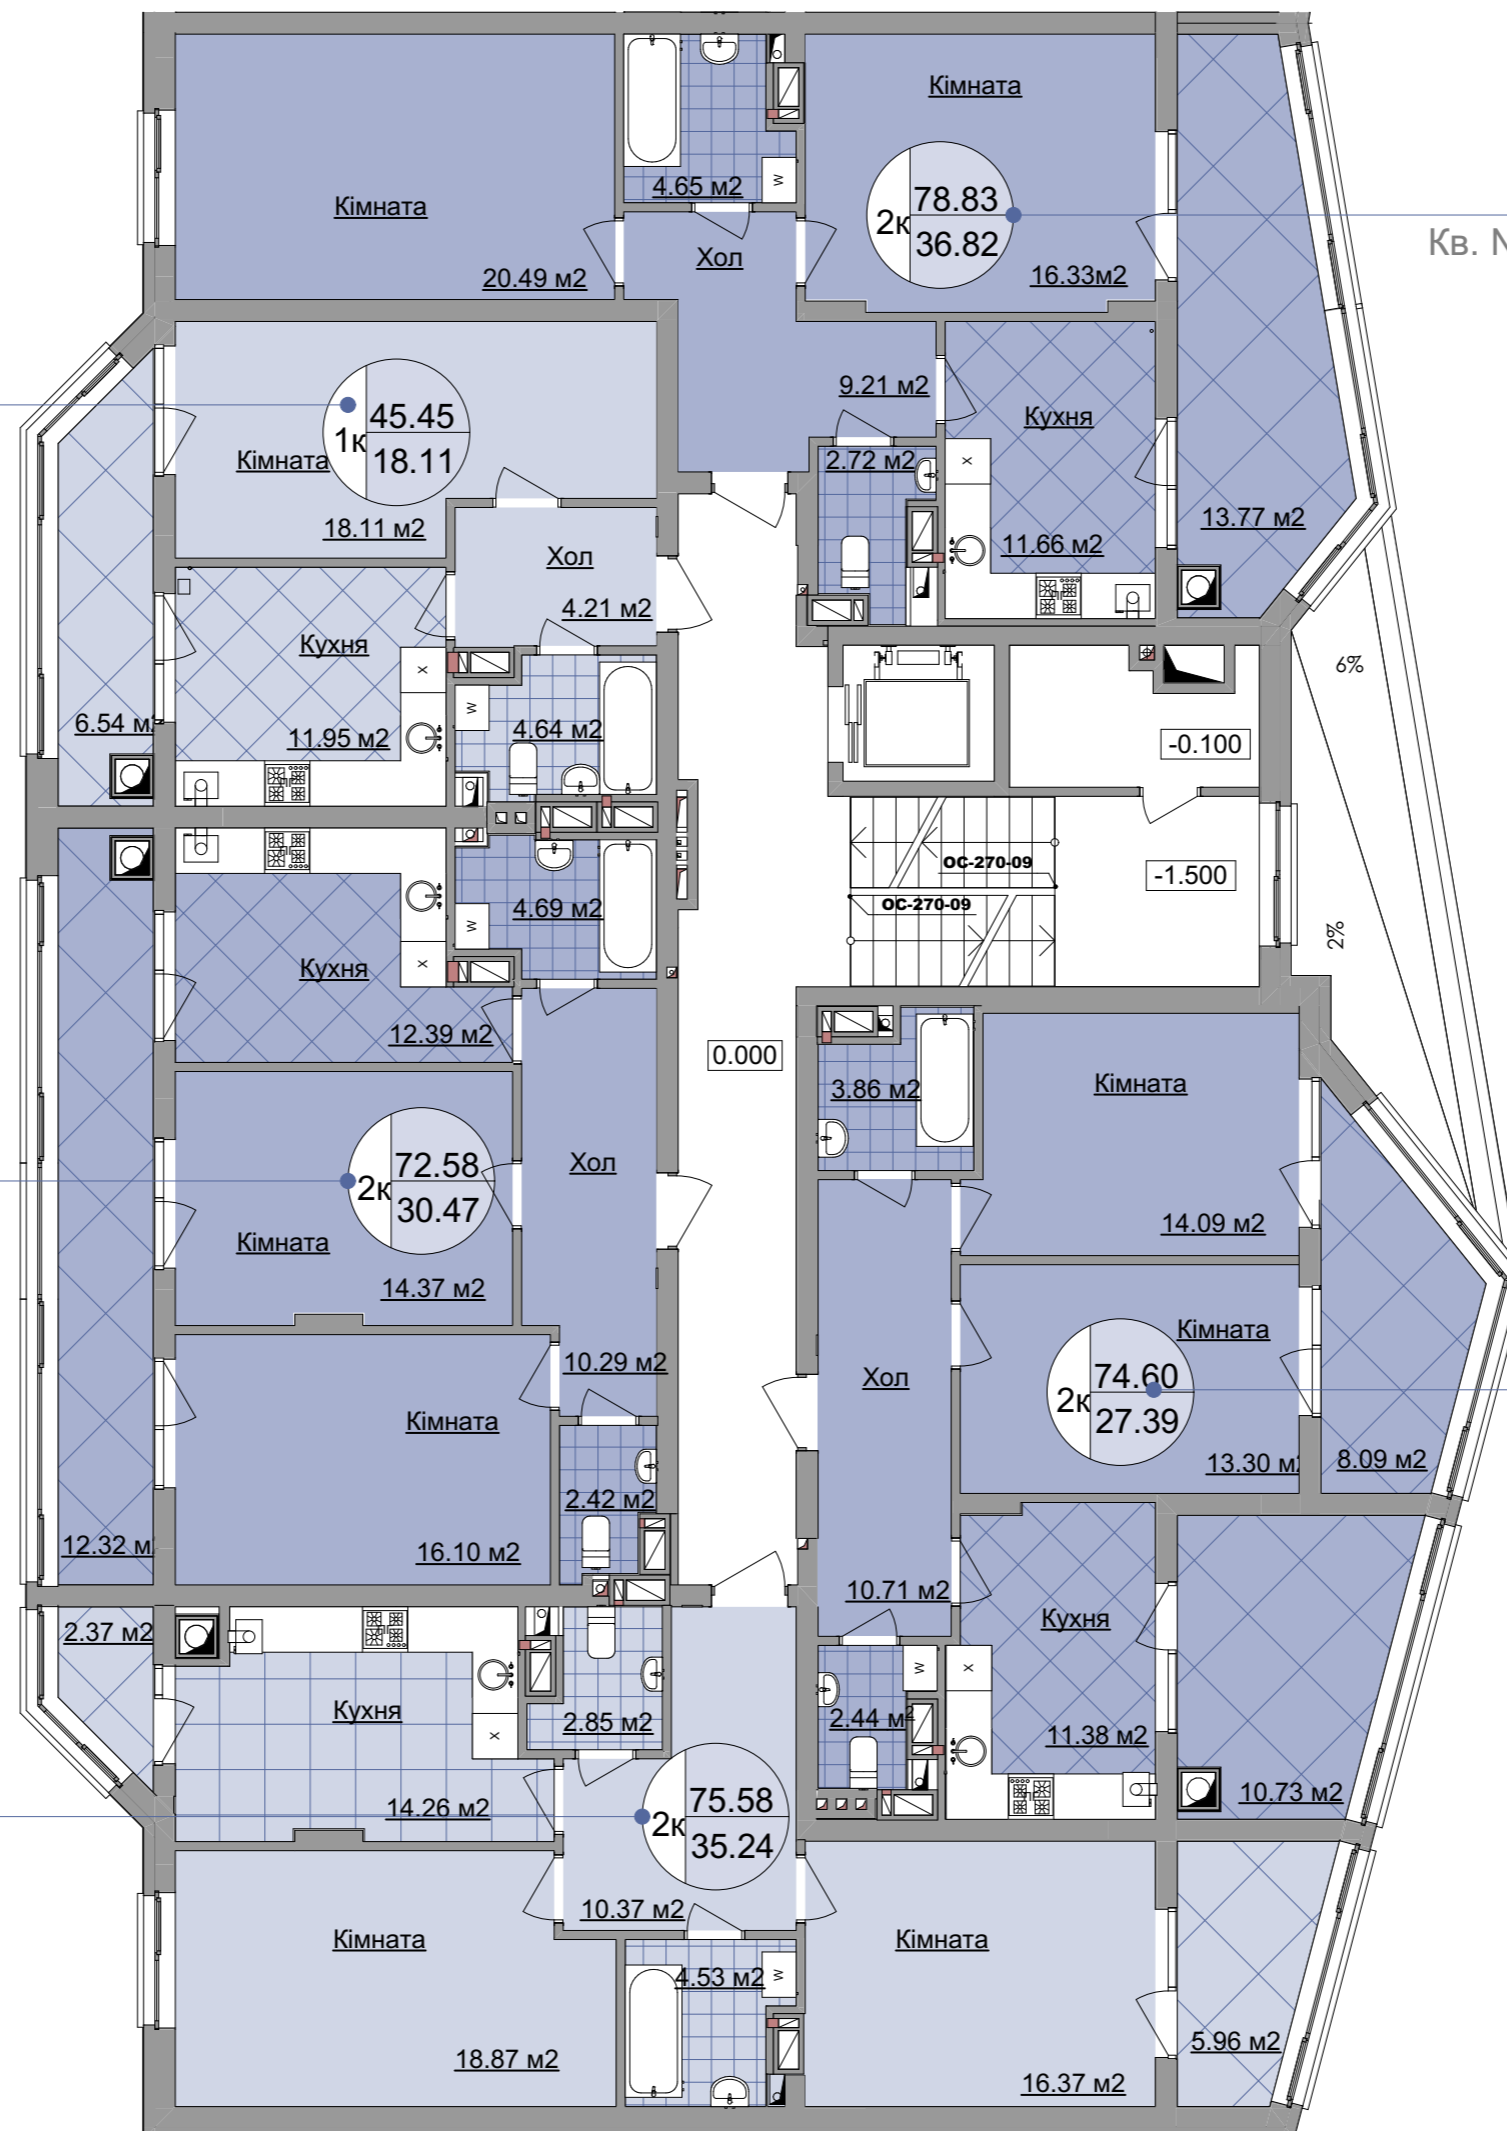 Кімната
20.49 м2
4.65 м2
W
Хол
9.21 м2
Кімната
2к
78.83
36.82
16.33м2
Кв.
13.77 м2
Кухня
X
11.66 м2
2.72 м2
1к
45.45
18.11
Кімната
18.11 м2
Хол
4.21 м2
Кухня
X
11.95 м2
6.54 м
W
4.64 м2
6%
-0.100
-1.500
2%
ОС-270-09
ОС-270-09
0.000
W
4.69 м2
Кухня
X
12.39 м2
2к
72.58
30.47
Кімната
14.37 м2
Хол
10.29 м2
Кімната
16.10 м2
2.42 м2
12.32 м
3.86 м2
Кімната
14.09 м2
Кімната
2к
74.60
27.39
13.30 м
8.09 м2
Хол
10.71 м2
Кухня
X
11.38 м2
W
2.44 м2
10.73 м2
2.37 м2
Кухня
X
14.26 м2
2.85 м2
2к
75.58
35.24
10.37 м2
Кімната
18.87 м2
4.53 м2
W
Кімната
16.37 м2
5.96 м2